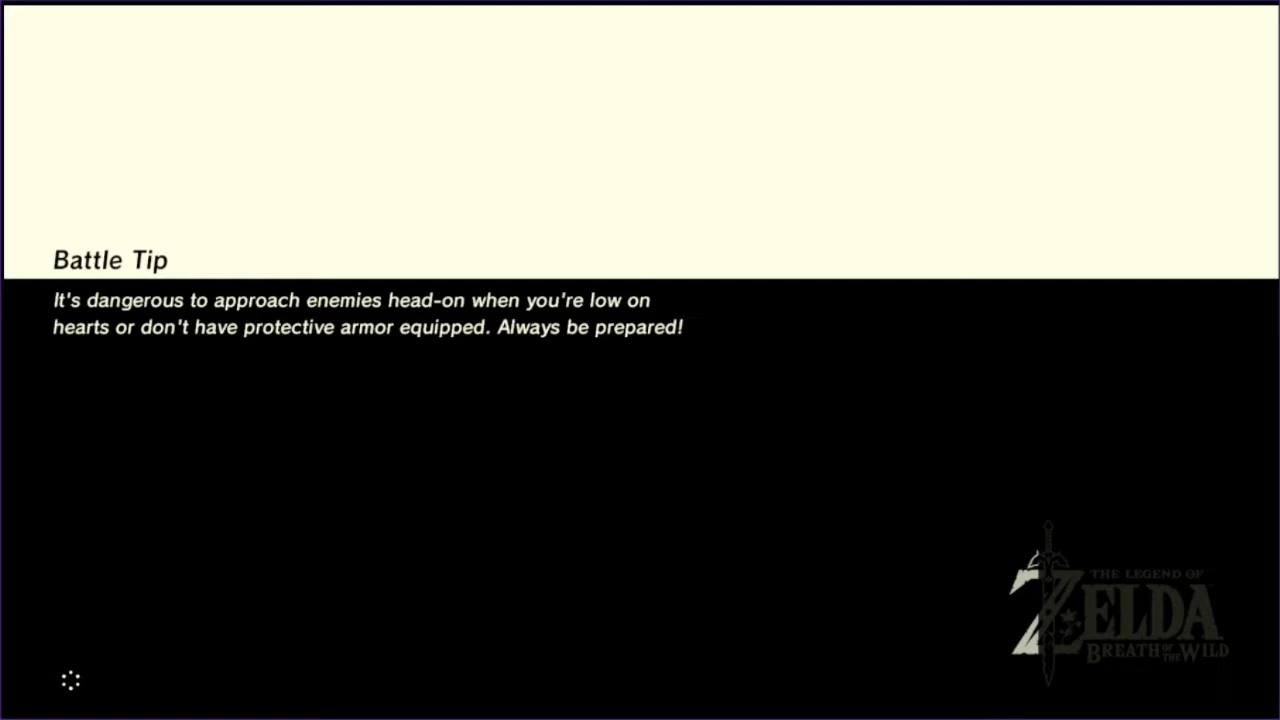 Battle Tip
It's dangerous to approach enemies head-on when you're low on
hearts or don't have protective armor equipped. Always be prepared!
THE LEGEND OF
ZELDA
BREATH OF THE WILD